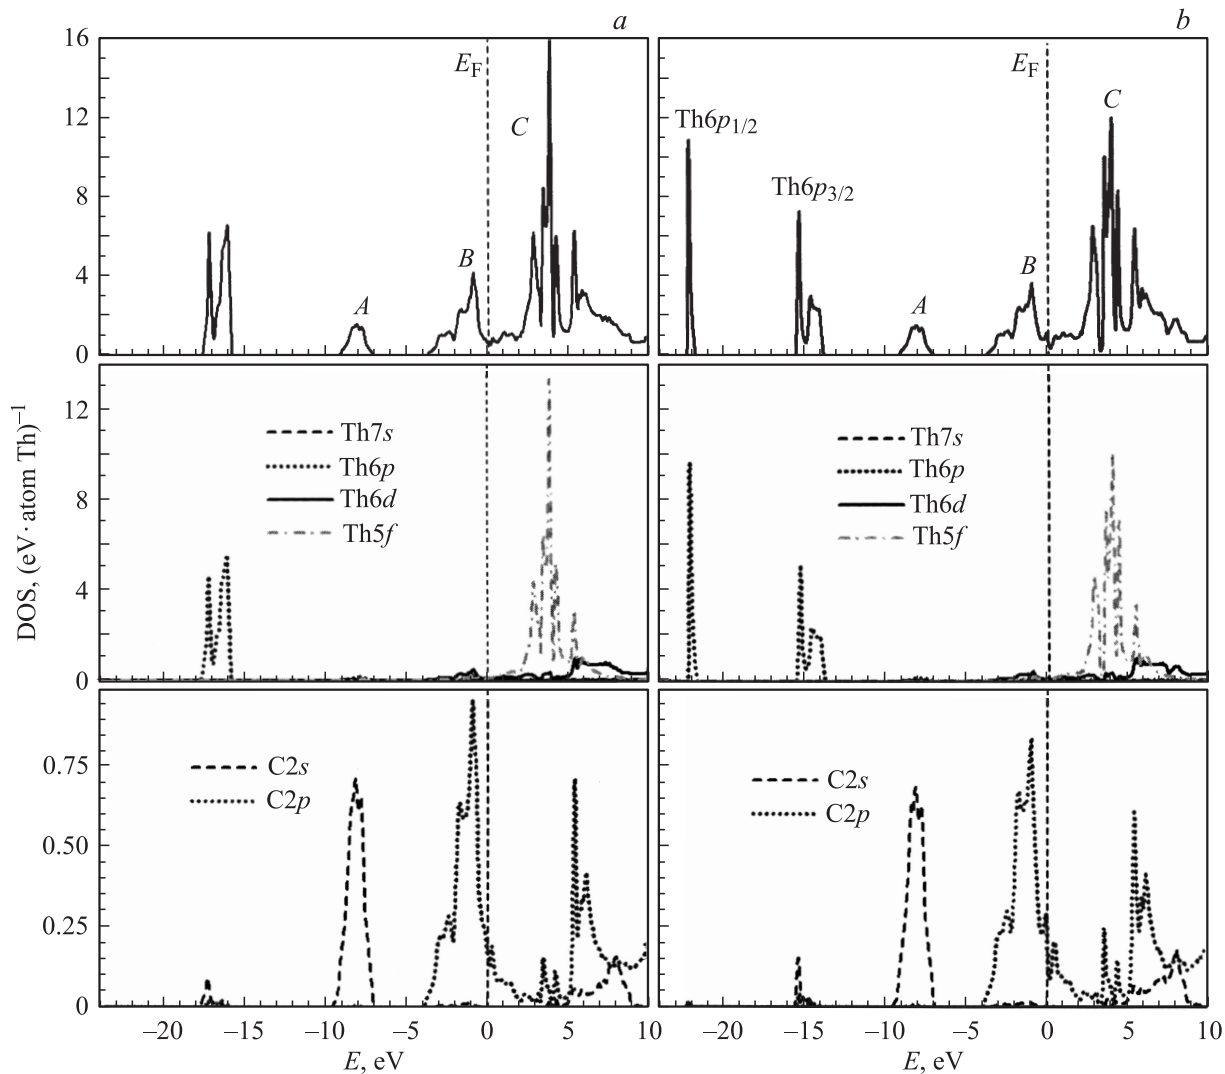 a
b
16
12
8
4
0
E_F
C
B
A
Th6p_1/2
Th6p_3/2
E_F
C
B
A
DOS, (eV · atom Th)^–1
12
8
4
0
Th7s
Th6p
Th6d
Th5f
Th7s
Th6p
Th6d
Th5f
0.75
0.50
0.25
0
C2s
C2p
C2s
C2p
–20 –15 –10 –5 0 5 10
–20 –15 –10 –5 0 5 10
E, eV
E, eV